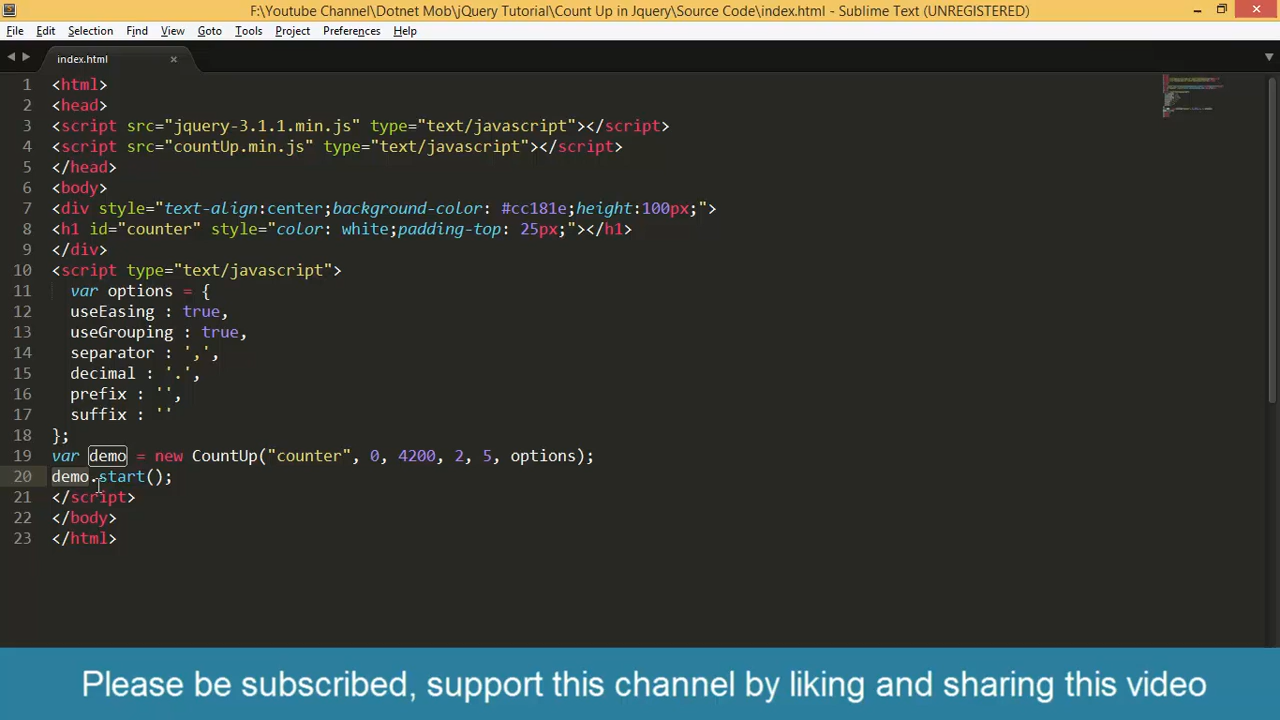 F:\Youtube Channel\Dotnet Mob\jQuery Tutorial\Count Up in Jquery\Source Code\index.html - Sublime Text (UNREGISTERED)
File Edit Selection Find View Goto Tools Project Preferences Help
index.html
1 <html>
2 <head>
3 <script src="jquery-3.1.1.min.js" type="text/javascript"></script>
4 <script src="countUp.min.js" type="text/javascript"></script>
5 </head>
6 <body>
7 <div style="text-align:center;background-color: #cc181e;height:100px;">
8 <h1 id="counter" style="color: white;padding-top: 25px;"></h1>
9 </div>
10 <script type="text/javascript">
11   var options = {
12   useEasing : true,
13   useGrouping : true,
14   separator : ',',
15   decimal : '.',
16   prefix : '',
17   suffix : ''
18 };
19 var demo = new CountUp("counter", 0, 4200, 2, 5, options);
20 demo.start();
21 </script>
22 </body>
23 </html>
Please be subscribed, support this channel by liking and sharing this video